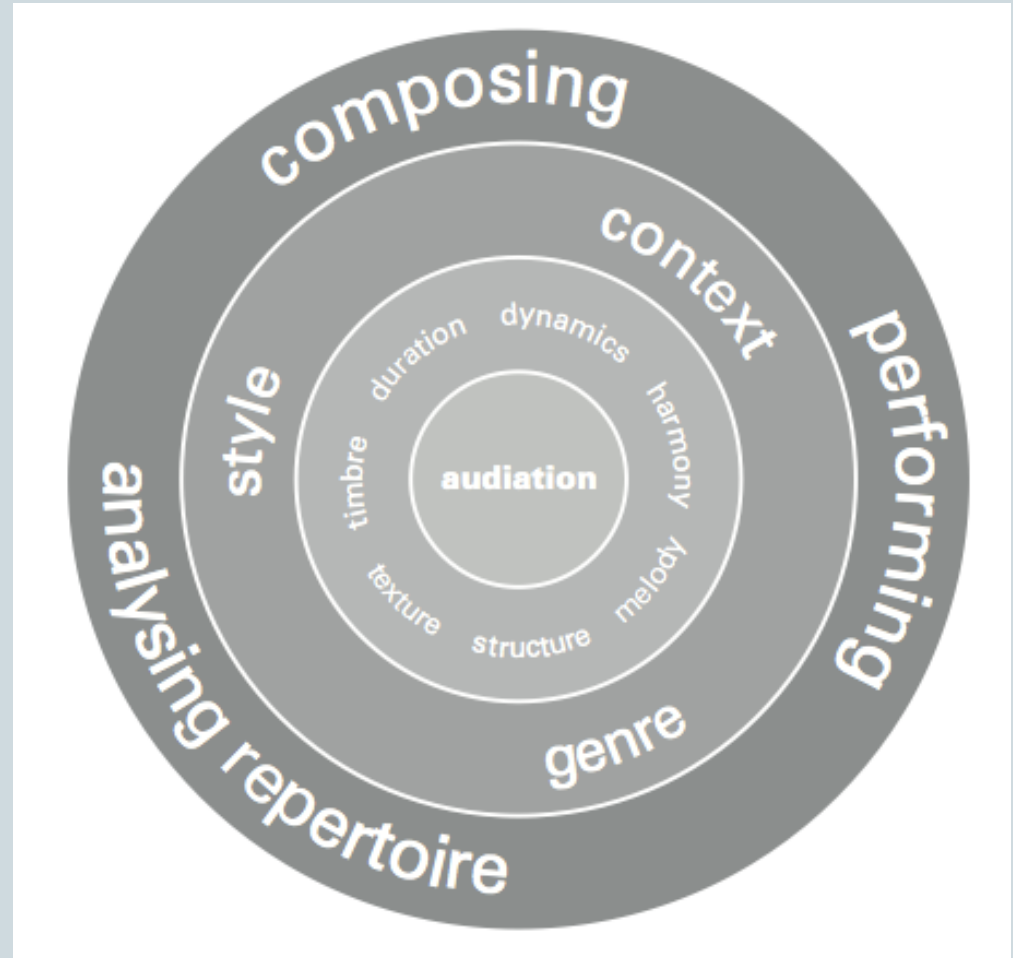 composing
context
performing
style
analysing repertoire
genre
dynamics
duration
harmony
timbre
melody
texture
structure
audiation